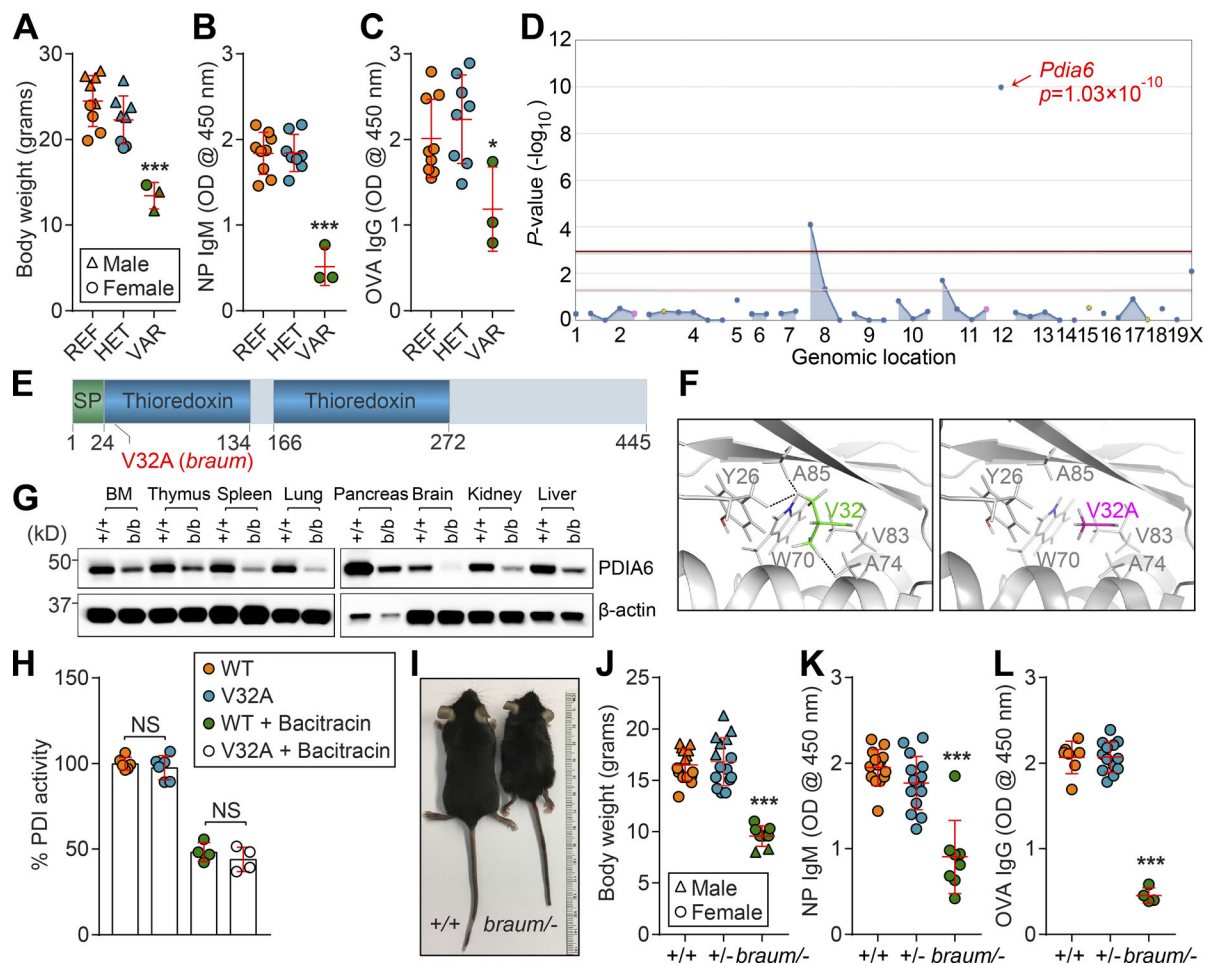 A
Body weight (grams)
30
20
10
0
***
Male
Female
REF
HET
VAR
B
NP IgM (OD @ 450 nm)
3
2
1
0
***
REF
HET
VAR
C
OVA IgG (OD @ 450 nm)
3
2
1
0
*
REF
HET
VAR
D
P-value (-log10)
12
10
8
6
4
2
0
Pdia6
p=1.03×10-10
1 2 4 5 6 7 8 9 10 11 12 13 14 15 16 17 18 19X
Genomic location
E
SP Thioredoxin Thioredoxin
1 24 134 166 272 445
V32A (braum)
F
Y26
A85
V32
V83
W70
A74
Y26
A85
V32A
V83
W70
A74
G
BM Thymus Spleen Lung Pancreas Brain Kidney Liver
(kD) +/+ b/b +/+ b/b +/+ b/b +/+ b/b +/+ b/b +/+ b/b +/+ b/b +/+ b/b
50
PDIA6
37
β-actin
H
% PDI activity
150
100
50
0
NS
NS
WT
V32A
WT + Bacitracin
V32A + Bacitracin
I
+/+ braum/-
J
Body weight (grams)
25
20
15
10
5
0
***
Male
Female
+/+ +/- braum/-
K
NP IgM (OD @ 450 nm)
3
2
1
0
***
+/+ +/- braum/-
L
OVA IgG (OD @ 450 nm)
3
2
1
0
***
+/+ +/- braum/-